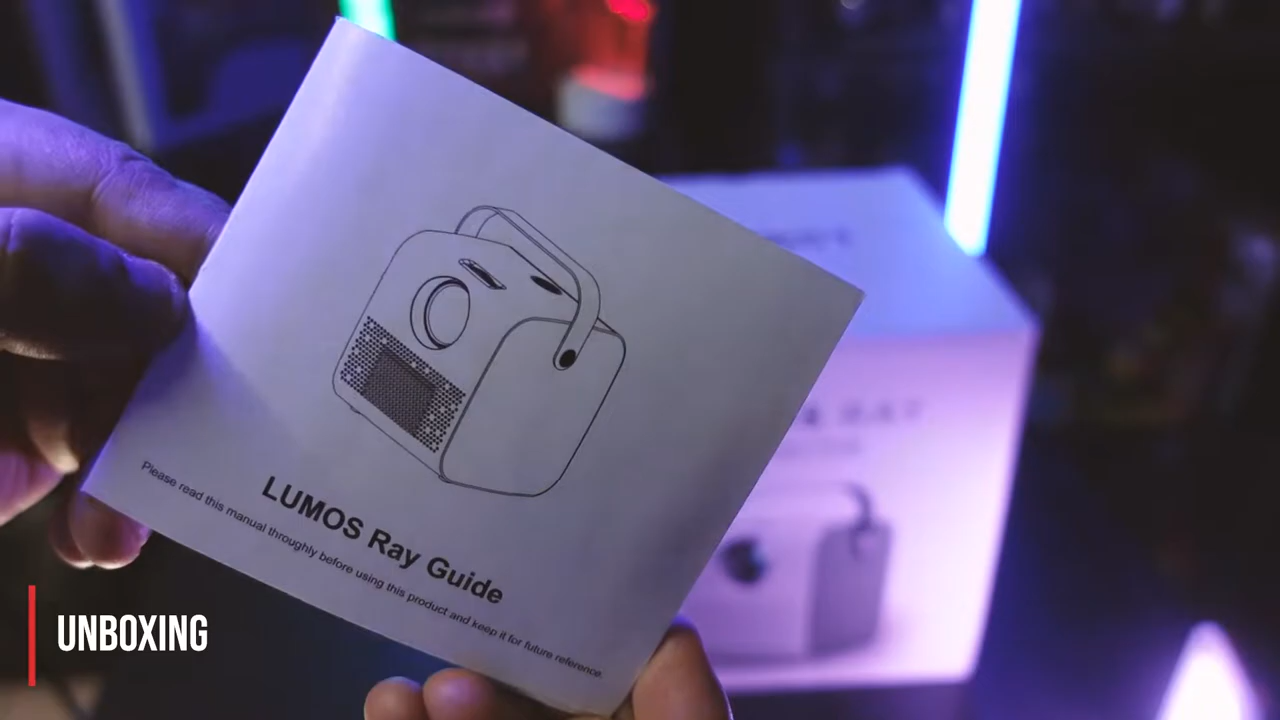 LUMOS Ray Guide
Please read this manual throughly before using this product and keep it for future reference.
RAY
UNBOXING